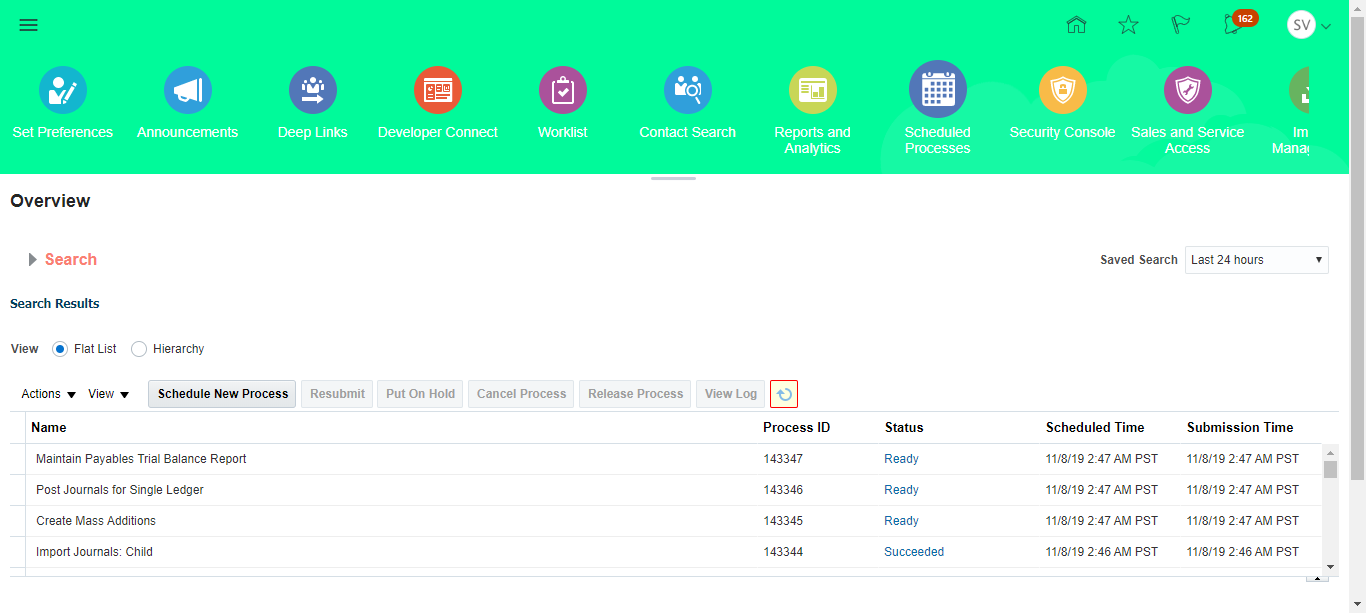 162
SV
Set Preferences
Announcements
Deep Links
Developer Connect
Worklist
Contact Search
Reports and
Analytics
Scheduled
Processes
Security Console
Sales and Service
Access
Im
Manag
Overview
Search
Saved Search Last 24 hours
Search Results
View Flat List Hierarchy
Actions View Schedule New Process Resubmit Put On Hold Cancel Process Release Process View Log
Name Process ID Status Scheduled Time Submission Time
Maintain Payables Trial Balance Report 143347 Ready 11/8/19 2:47 AM PST 11/8/19 2:47 AM PST
Post Journals for Single Ledger 143346 Ready 11/8/19 2:47 AM PST 11/8/19 2:47 AM PST
Create Mass Additions 143345 Ready 11/8/19 2:47 AM PST 11/8/19 2:47 AM PST
Import Journals: Child 143344 Succeeded 11/8/19 2:46 AM PST 11/8/19 2:46 AM PST